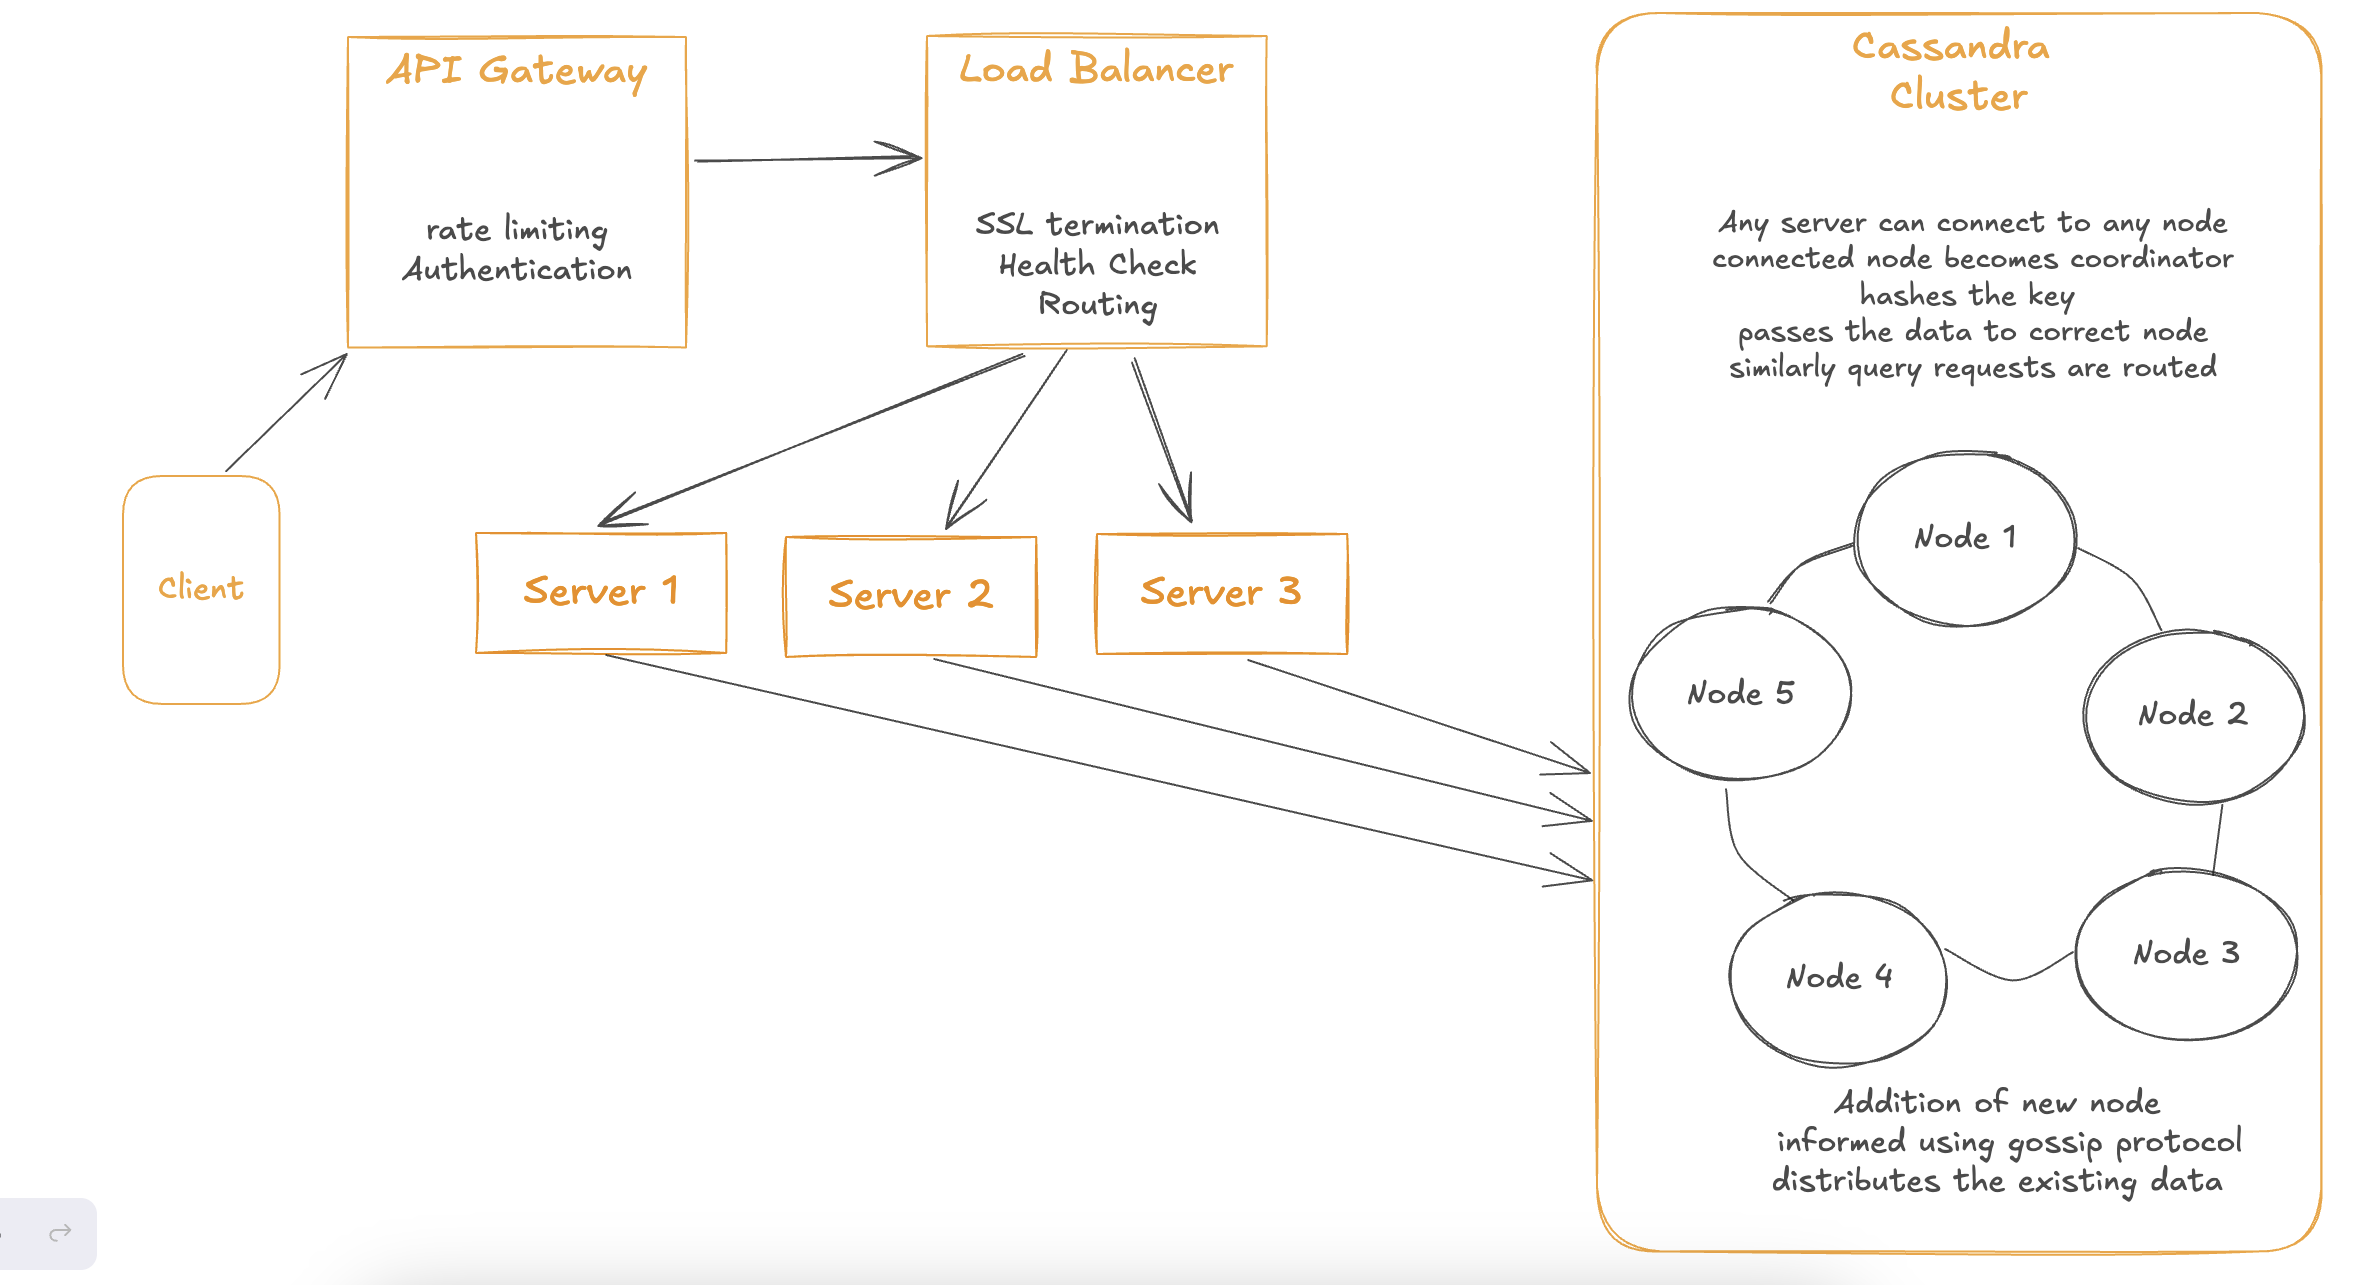 API Gateway
rate limiting
Authentication
Load Balancer
SSL termination
Health Check
Routing
Client
Server 1
Server 2
Server 3
Cassandra
Cluster
Any server can connect to any node
connected node becomes coordinator
hashes the key
passes the data to correct node
similarly query requests are routed
Node 1
Node 5
Node 2
Node 4
Node 3
Addition of new node
informed using gossip protocol
distributes the existing data